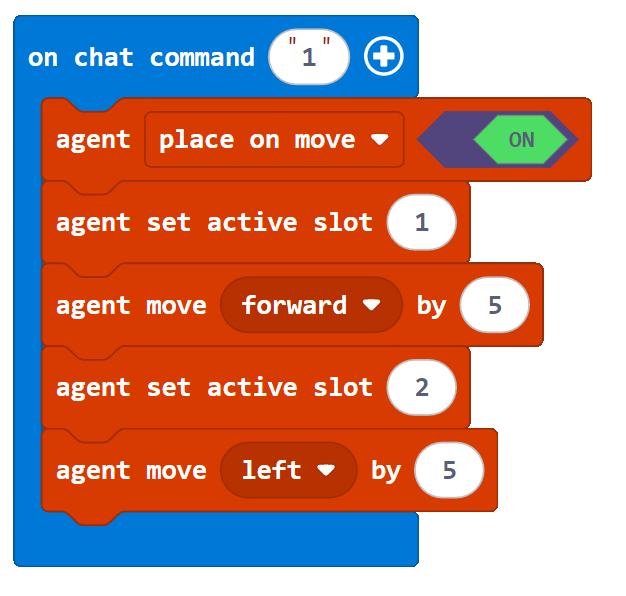 on chat command "1"
agent place on move ON
agent set active slot 1
agent move forward by 5
agent set active slot 2
agent move left by 5